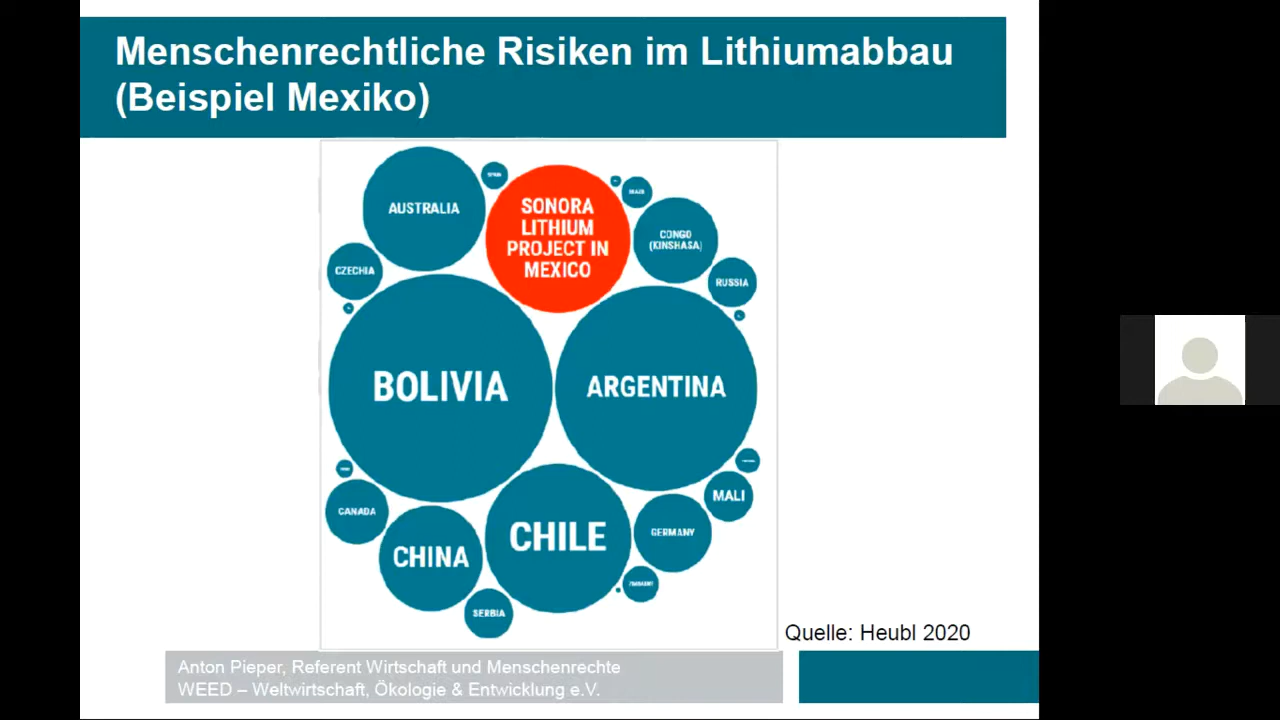 Menschenrechtliche Risiken im Lithiumabbau
(Beispiel Mexiko)
AUSTRALIA
SONORA
LITHIUM
PROJECT IN
MEXICO
CONGO
(KINSHASA)
CZECHIA
RUSSIA
BOLIVIA
ARGENTINA
CANADA
MALI
CHINA
CHILE
GERMANY
SERBIA
Quelle: Heubl 2020
Anton Pieper, Referent Wirtschaft und Menschenrechte
WEED – Weltwirtschaft, Ökologie & Entwicklung e.V.